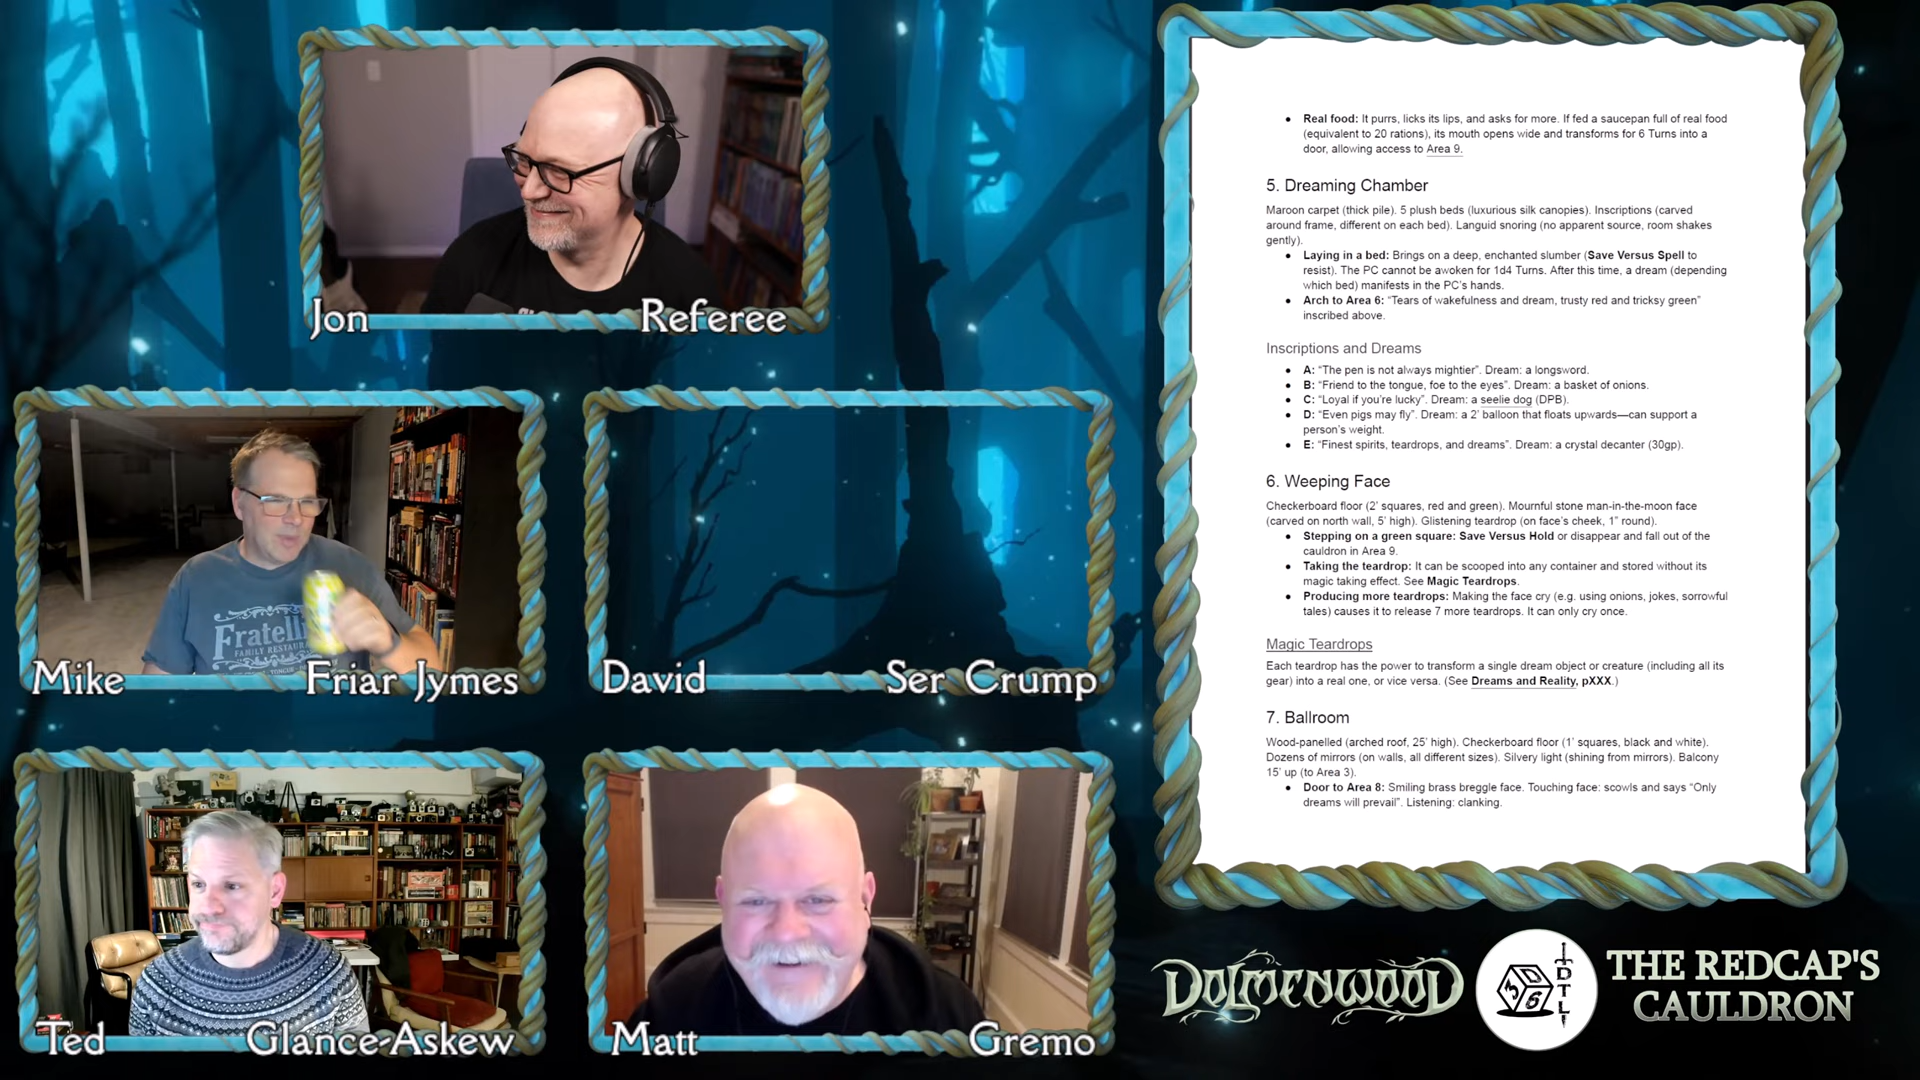 Jon
Referee
Mike
Friar Jymes
David
Ser Crump
Ted
Glance-Askew
Matt
Gremo
Fratelli
FAMILY RESTAURANT
● Real food: It purrs, licks its lips, and asks for more. If fed a saucepan full of real food
(equivalent to 20 rations), its mouth opens wide and transforms for 6 Turns into a
door, allowing access to Area 9.
5. Dreaming Chamber
Maroon carpet (thick pile). 5 plush beds (luxurious silk canopies). Inscriptions (carved
around frame, different on each bed). Languid snoring (no apparent source, room shakes
gently).
● Laying in a bed: Brings on a deep, enchanted slumber (Save Versus Spell to
resist). The PC cannot be awoken for 1d4 Turns. After this time, a dream (depending
which bed) manifests in the PC's hands.
● Arch to Area 6: “Tears of wakefulness and dream, trusty red and tricksy green”
inscribed above.
Inscriptions and Dreams
● A: “The pen is not always mightier”. Dream: a longsword.
● B: “Friend to the tongue, foe to the eyes”. Dream: a basket of onions.
● C: “Loyal if you're lucky”. Dream: a seelie dog (DPB).
● D: “Even pigs may fly”. Dream: a 2' balloon that floats upwards—can support a
person's weight.
● E: “Finest spirits, teardrops, and dreams”. Dream: a crystal decanter (30gp).
6. Weeping Face
Checkerboard floor (2' squares, red and green). Mournful stone man-in-the-moon face
(carved on north wall, 5' high). Glistening teardrop (on face's cheek, 1" round).
● Stepping on a green square: Save Versus Hold or disappear and fall out of the
cauldron in Area 9.
● Taking the teardrop: It can be scooped into any container and stored without its
magic taking effect. See Magic Teardrops.
● Producing more teardrops: Making the face cry (e.g. using onions, jokes, sorrowful
tales) causes it to release 7 more teardrops. It can only cry once.
Magic Teardrops
Each teardrop has the power to transform a single dream object or creature (including all its
gear) into a real one, or vice versa. (See Dreams and Reality, pXXX.)
7. Ballroom
Wood-panelled (arched roof, 25' high). Checkerboard floor (1' squares, black and white).
Dozens of mirrors (on walls, all different sizes). Silvery light (shining from mirrors). Balcony
15' up (to Area 3).
● Door to Area 8: Smiling brass breggle face. Touching face: scowls and says “Only
dreams will prevail”. Listening: clanking.
DOLMENWOOD
3D6
DTL
THE REDCAP'S
CAULDRON